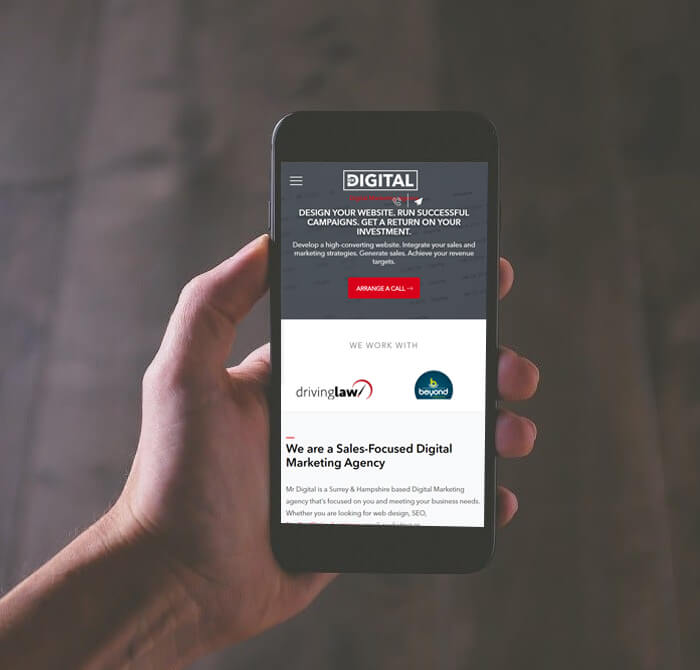 DIGITAL
DESIGN YOUR WEBSITE. RUN SUCCESSFUL
CAMPAIGNS. GET A RETURN ON YOUR
INVESTMENT.
Develop a high-converting website. Integrate your sales and
marketing strategies. Generate sales. Achieve your revenue
targets.
ARRANGE A CALL
WE WORK WITH
drivinglaw
beyond
We are a Sales-Focused Digital
Marketing Agency
Mr Digital is a Surrey & Hampshire based Digital Marketing
agency that's focused on you and meeting your business needs.
Whether you are looking for web design, SEO,